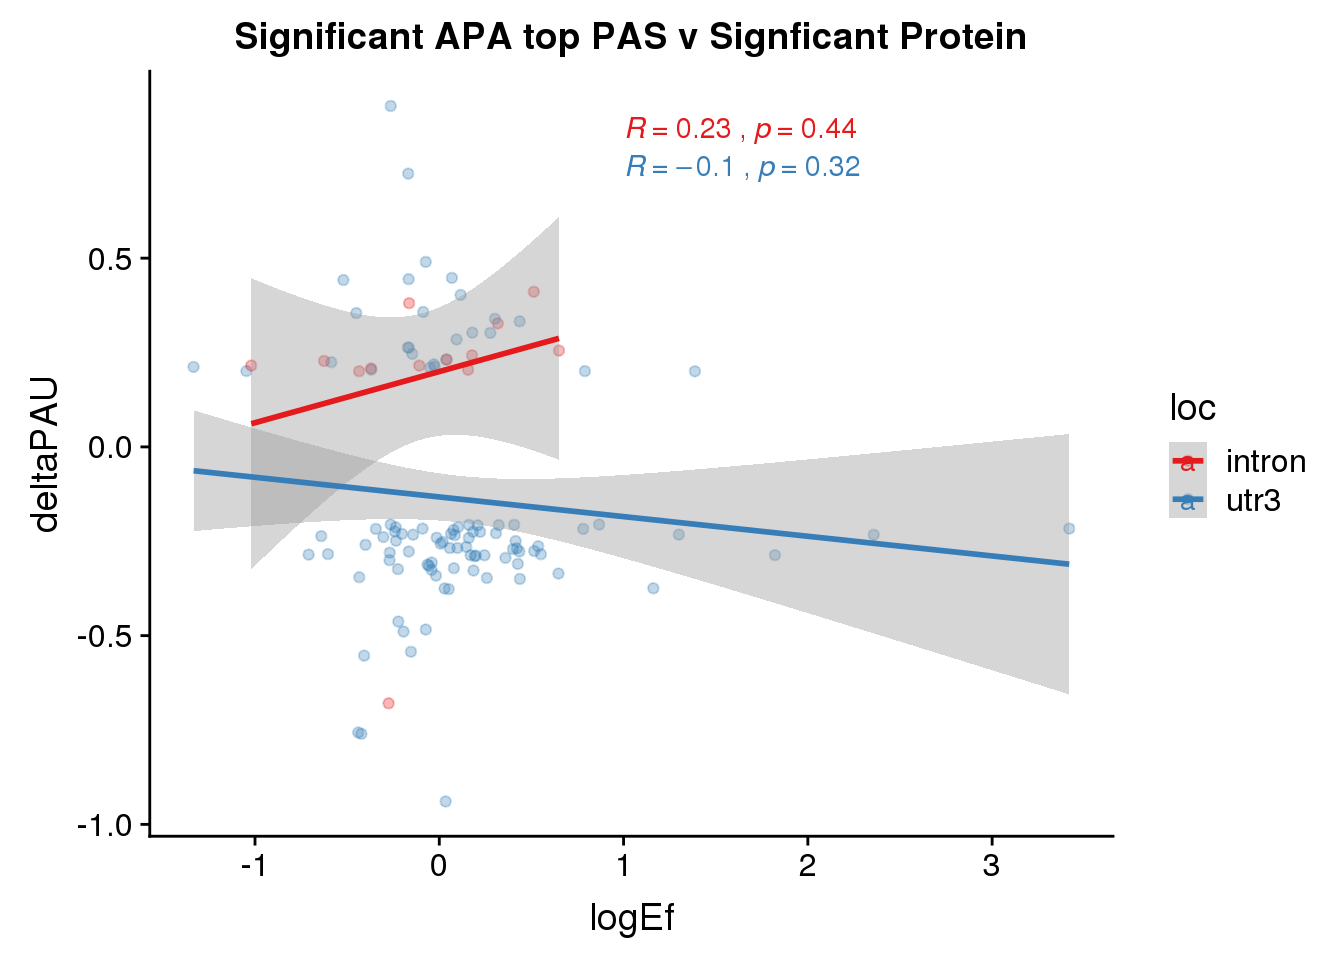 Significant APA top PAS v Signficant Protein
R = 0.23 , p = 0.44
R = −0.1 , p = 0.32
0.5
0.0
-0.5
-1.0
deltaPAU
-1 0 1 2 3
logEf
loc
a intron
a utr3